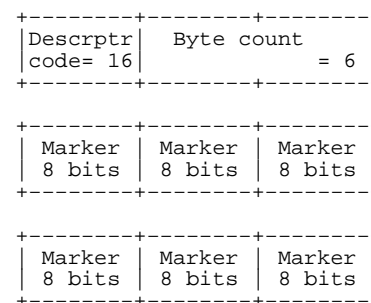 +--------+--------+--------
|Descrptr|  Byte count
|code= 16|            = 6
+--------+--------+--------
+--------+--------+--------
| Marker | Marker | Marker
| 8 bits | 8 bits | 8 bits
+--------+--------+--------
+--------+--------+--------
| Marker | Marker | Marker
| 8 bits | 8 bits | 8 bits
+--------+--------+--------